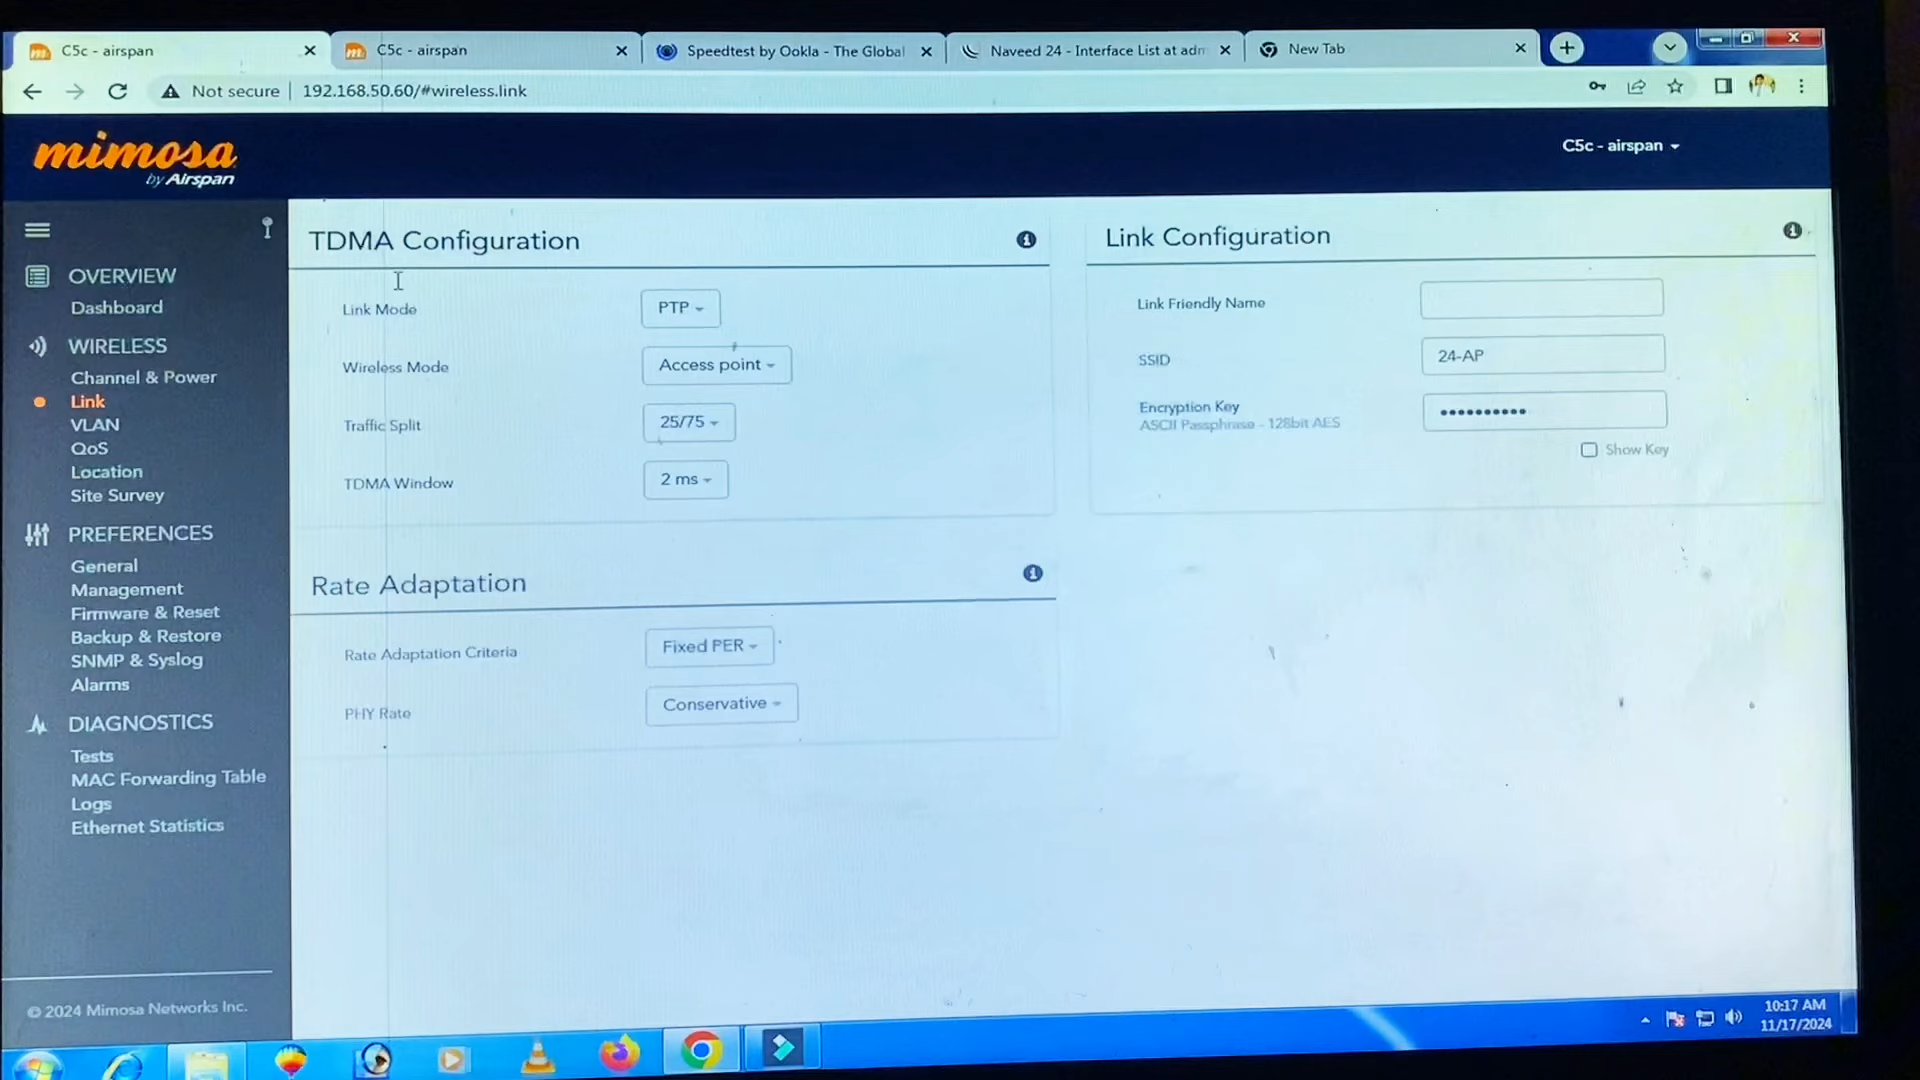 C5c - airspan
C5c - airspan
Speedtest by Ookla - The Global
Naveed 24 - Interface List at adm
New Tab
Not secure
192.168.50.60/#wireless.link
mimosa
by Airspan
C5c - airspan
OVERVIEW
Dashboard
WIRELESS
Channel & Power
Link
VLAN
QoS
Location
Site Survey
PREFERENCES
General
Management
Firmware & Reset
Backup & Restore
SNMP & Syslog
Alarms
DIAGNOSTICS
Tests
MAC Forwarding Table
Logs
Ethernet Statistics
© 2024 Mimosa Networks Inc.
TDMA Configuration
Link Mode
PTP
Wireless Mode
Access point
Traffic Split
25/75
TDMA Window
2 ms
Rate Adaptation
Rate Adaptation Criteria
Fixed PER
PHY Rate
Conservative
Link Configuration
Link Friendly Name
SSID
24-AP
Encryption Key
ASCII Passphrase - 128bit AES
••••••••••
Show Key
10:17 AM
11/17/2024